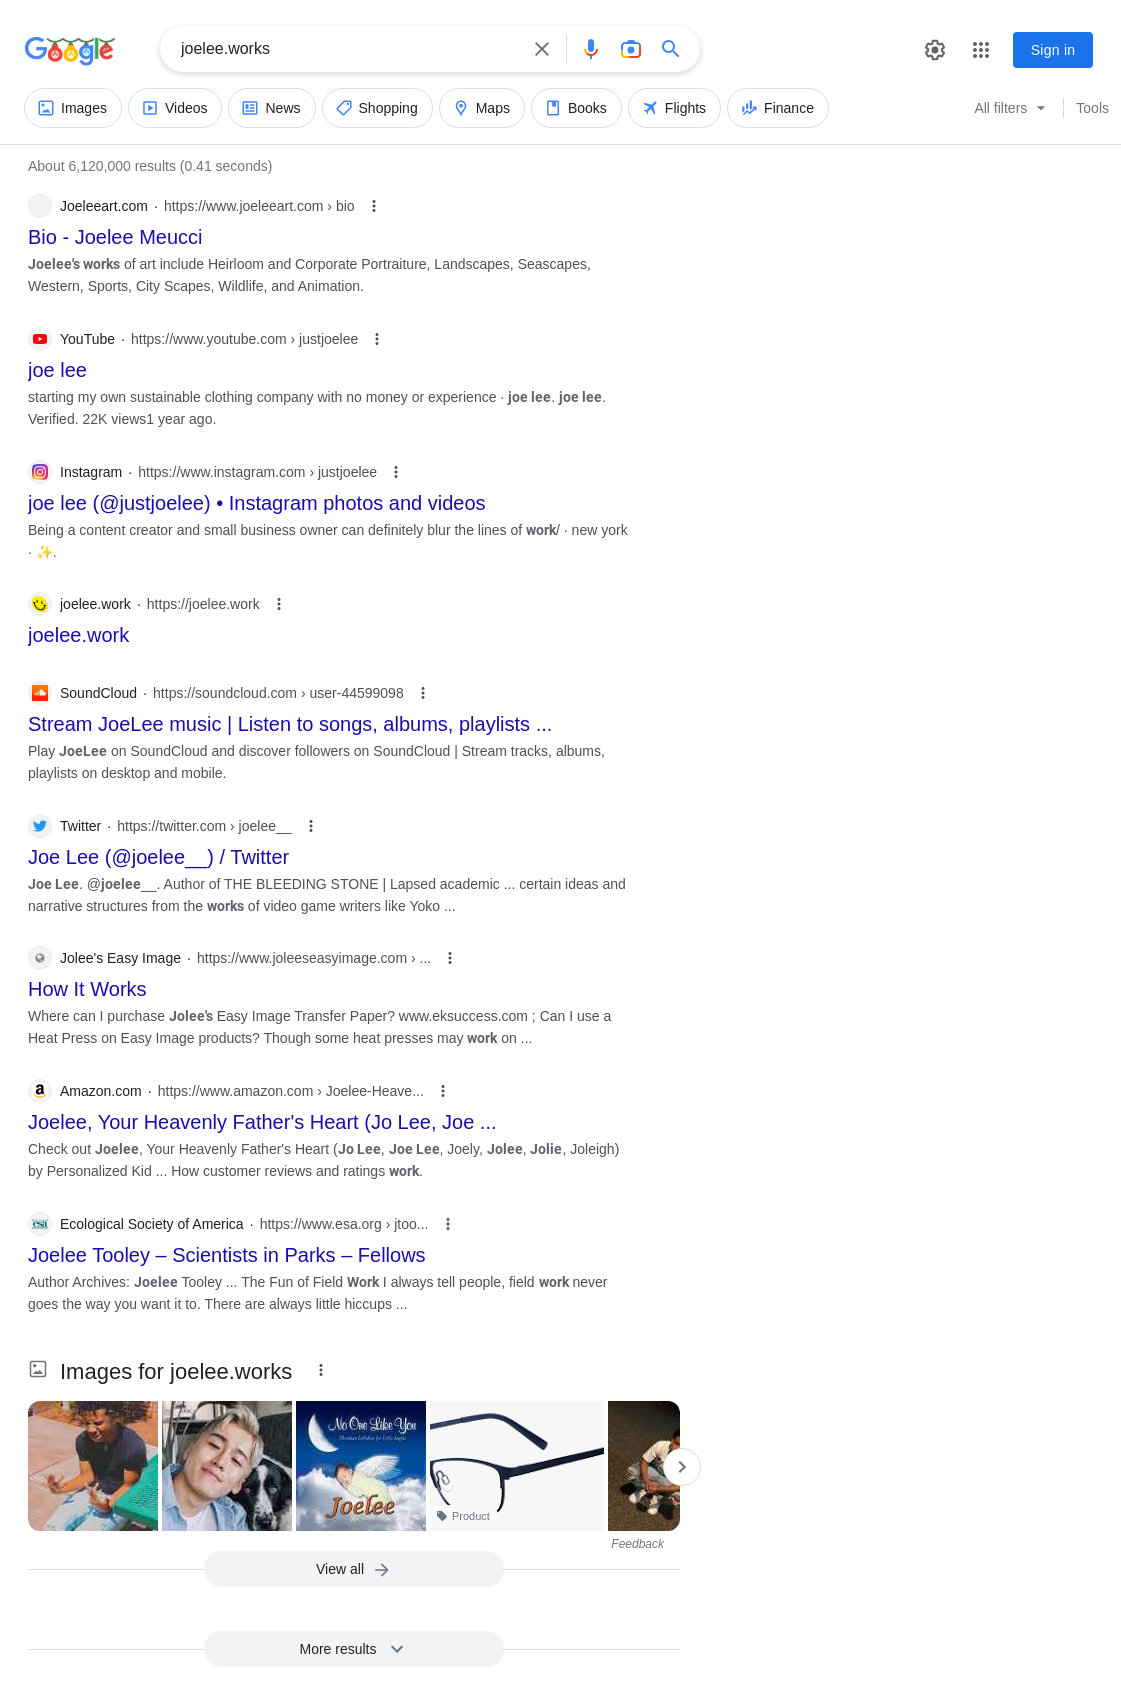 Google
joelee.works
Sign in
Images
Videos
News
Shopping
Maps
Books
Flights
Finance
All filters
Tools
About 6,120,000 results (0.41 seconds)
Joeleeart.com · https://www.joeleeart.com › bio
Bio - Joelee Meucci
Joelee's works of art include Heirloom and Corporate Portraiture, Landscapes, Seascapes,
Western, Sports, City Scapes, Wildlife, and Animation.
YouTube · https://www.youtube.com › justjoelee
joe lee
starting my own sustainable clothing company with no money or experience · joe lee. joe lee.
Verified. 22K views1 year ago.
Instagram · https://www.instagram.com › justjoelee
joe lee (@justjoelee) • Instagram photos and videos
Being a content creator and small business owner can definitely blur the lines of work/ · new york
· ✨.
joelee.work · https://joelee.work
joelee.work
SoundCloud · https://soundcloud.com › user-44599098
Stream JoeLee music | Listen to songs, albums, playlists ...
Play JoeLee on SoundCloud and discover followers on SoundCloud | Stream tracks, albums,
playlists on desktop and mobile.
Twitter · https://twitter.com › joelee__
Joe Lee (@joelee__) / Twitter
Joe Lee. @joelee__. Author of THE BLEEDING STONE | Lapsed academic ... certain ideas and
narrative structures from the works of video game writers like Yoko ...
Jolee's Easy Image · https://www.joleeseasyimage.com › ...
How It Works
Where can I purchase Jolee's Easy Image Transfer Paper? www.eksuccess.com ; Can I use a
Heat Press on Easy Image products? Though some heat presses may work on ...
a
Amazon.com · https://www.amazon.com › Joelee-Heave...
Joelee, Your Heavenly Father's Heart (Jo Lee, Joe ...
Check out Joelee, Your Heavenly Father's Heart (Jo Lee, Joe Lee, Joely, Jolee, Jolie, Joleigh)
by Personalized Kid ... How customer reviews and ratings work.
esa
Ecological Society of America · https://www.esa.org › jtoo...
Joelee Tooley – Scientists in Parks – Fellows
Author Archives: Joelee Tooley ... The Fun of Field Work I always tell people, field work never
goes the way you want it to. There are always little hiccups ...
Images for joelee.works
No One Like You
Christian Lullabies for Little Angels
Joelee
Product
Feedback
View all
More results